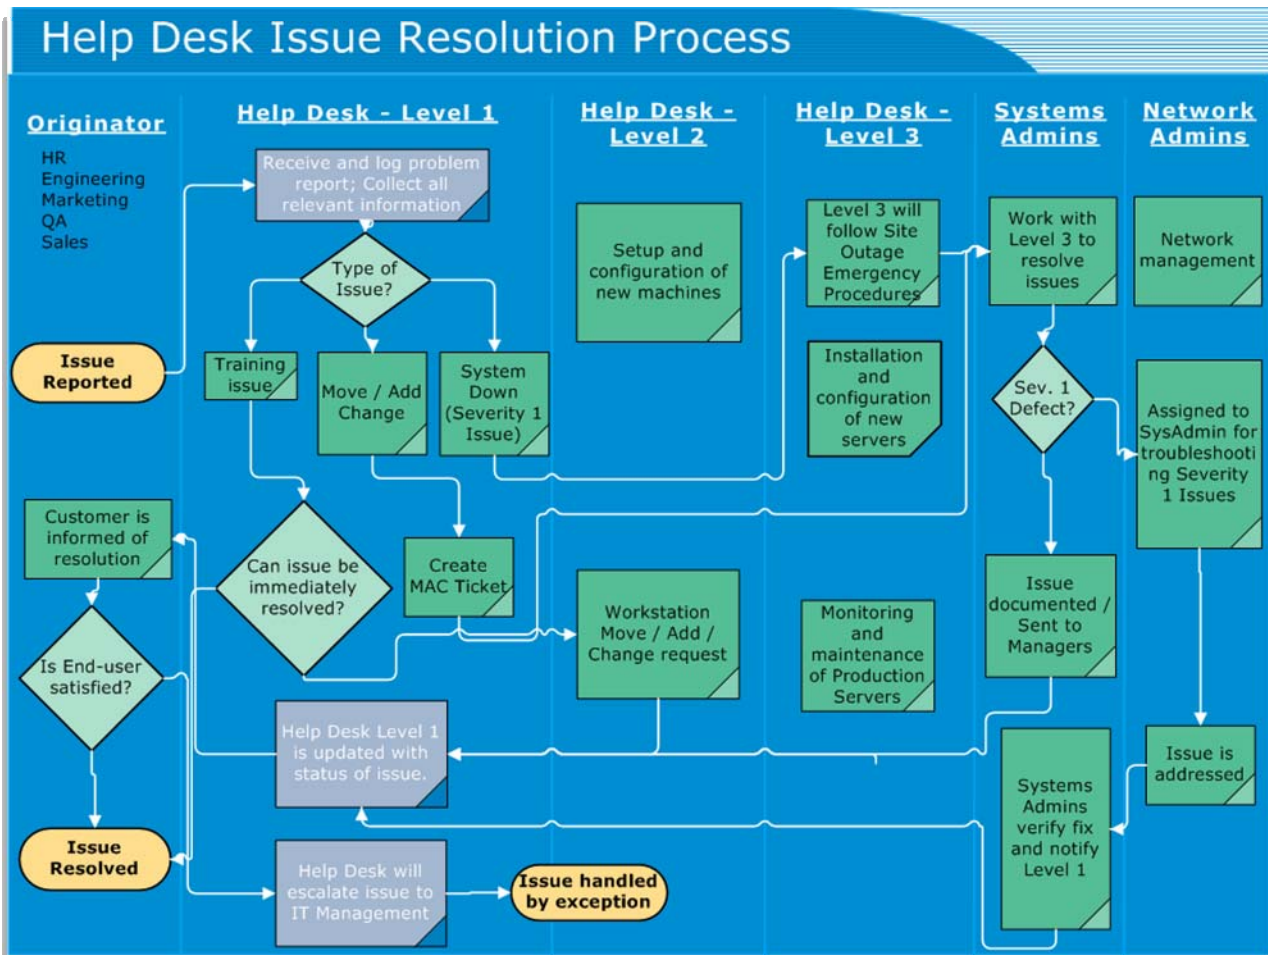 Help Desk Issue Resolution Process
Originator
HR
Engineering
Marketing
QA
Sales
Issue
Reported
Customer is
informed of
resolution
Is End-user
satisfied?
Issue
Resolved
Help Desk - Level 1
Receive and log problem
report; Collect all
relevant information
Type of
Issue?
Training
issue
Move / Add
Change
System
Down
(Severity 1
Issue)
Can issue be
immediately
resolved?
Create
MAC Ticket
Help Desk Level 1
is updated with
status of issue.
Help Desk will
escalate issue to
IT Management
Issue handled
by exception
Help Desk -
Level 2
Setup and
configuration of
new machines
Workstation
Move / Add /
Change request
Help Desk -
Level 3
Level 3 will
follow Site
Outage
Emergency
Procedures
Installation
and
configuration
of new
servers
Monitoring
and
maintenance
of Production
Servers
Systems
Admins
Work with
Level 3 to
resolve
issues
Sev. 1
Defect?
Issue
documented /
Sent to
Managers
Systems
Admins
verify fix
and notify
Level 1
Network
Admins
Network
management
Assigned to
SysAdmin for
troubleshooti
ng Severity
1 Issues
Issue is
addressed